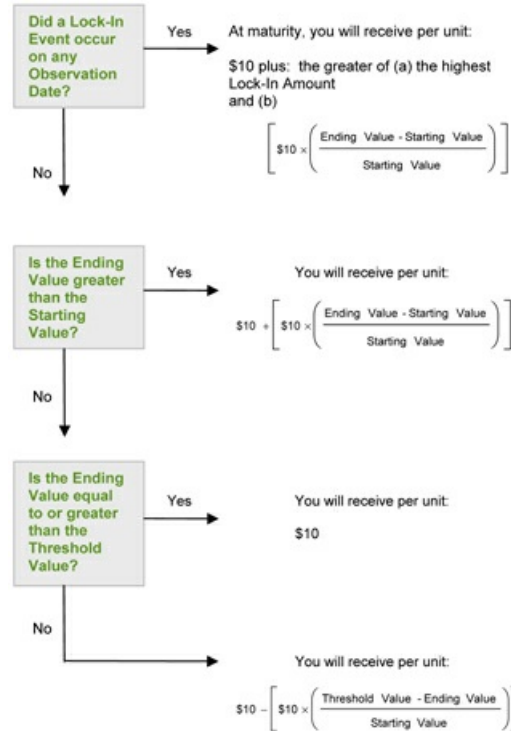 Did a Lock-In
Event occur
on any
Observation
Date?
Yes
At maturity, you will receive per unit:
$10 plus: the greater of (a) the highest
Lock-In Amount
and (b)
[ $10 × ( Ending Value - Starting Value
Starting Value ) ]
No
Is the Ending
Value greater
than the
Starting
Value?
Yes
You will receive per unit:
$10 + [ $10 × ( Ending Value - Starting Value
Starting Value ) ]
No
Is the Ending
Value equal
to or greater
than the
Threshold
Value?
Yes
You will receive per unit:
$10
No
You will receive per unit:
$10 − [ $10 × ( Threshold Value - Ending Value
Starting Value ) ]